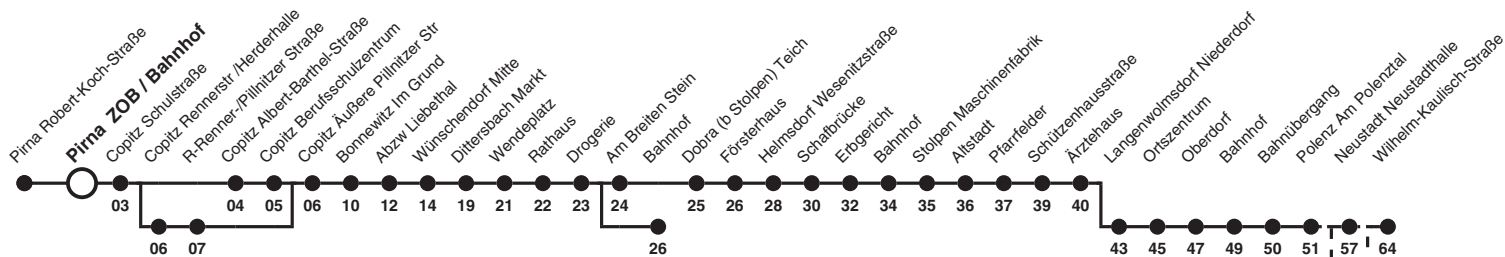 Pirna Robert-Koch-Straße
Pirna ZOB / Bahnhof
Copitz Schulstraße
Copitz Rennerstr /Herderhalle
R-Renner-/Pillnitzer Straße
Copitz Albert-Barthel-Straße
Copitz Berufsschulzentrum
Copitz Äußere Pillnitzer Str
Bonnewitz Im Grund
Abzw Liebethal
Wünschendorf Mitte
Dittersbach Markt
Wendeplatz
Rathaus
Drogerie
Am Breiten Stein
Bahnhof
Dobra (b Stolpen) Teich
Försterhaus
Helmsdorf Wesenitzstraße
Schafbrücke
Erbgericht
Bahnhof
Stolpen Maschinenfabrik
Altstadt
Pfarrfelder
Schützenhausstraße
Ärztehaus
Langenwolmsdorf Niederdorf
Ortszentrum
Oberdorf
Bahnhof
Bahnübergang
Polenz Am Polenztal
Neustadt Neustadthalle
Wilhelm-Kaulisch-Straße
03 04 05 06 10 12 14 19 21 22 23 24 25 26 28 30 32 34 35 36 37 39 40
06 07 26 43 45 47 49 50 51 57 64